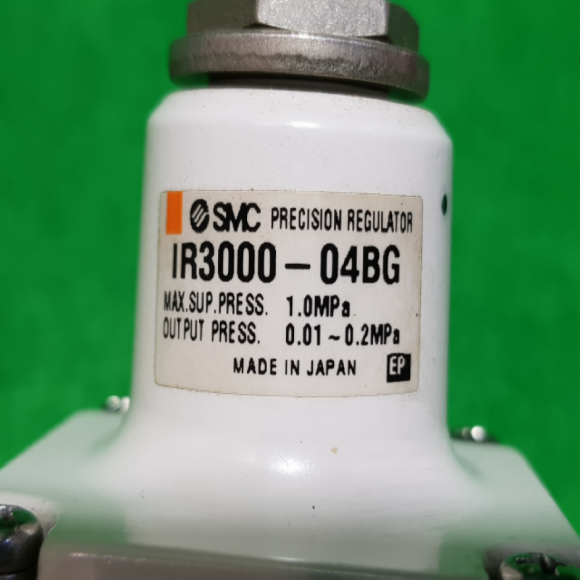 SMC PRECISION REGULATOR
IR3000-04BG
MAX.SUP.PRESS. 1.0MPa
OUTPUT PRESS. 0.01~0.2MPa
MADE IN JAPAN EP